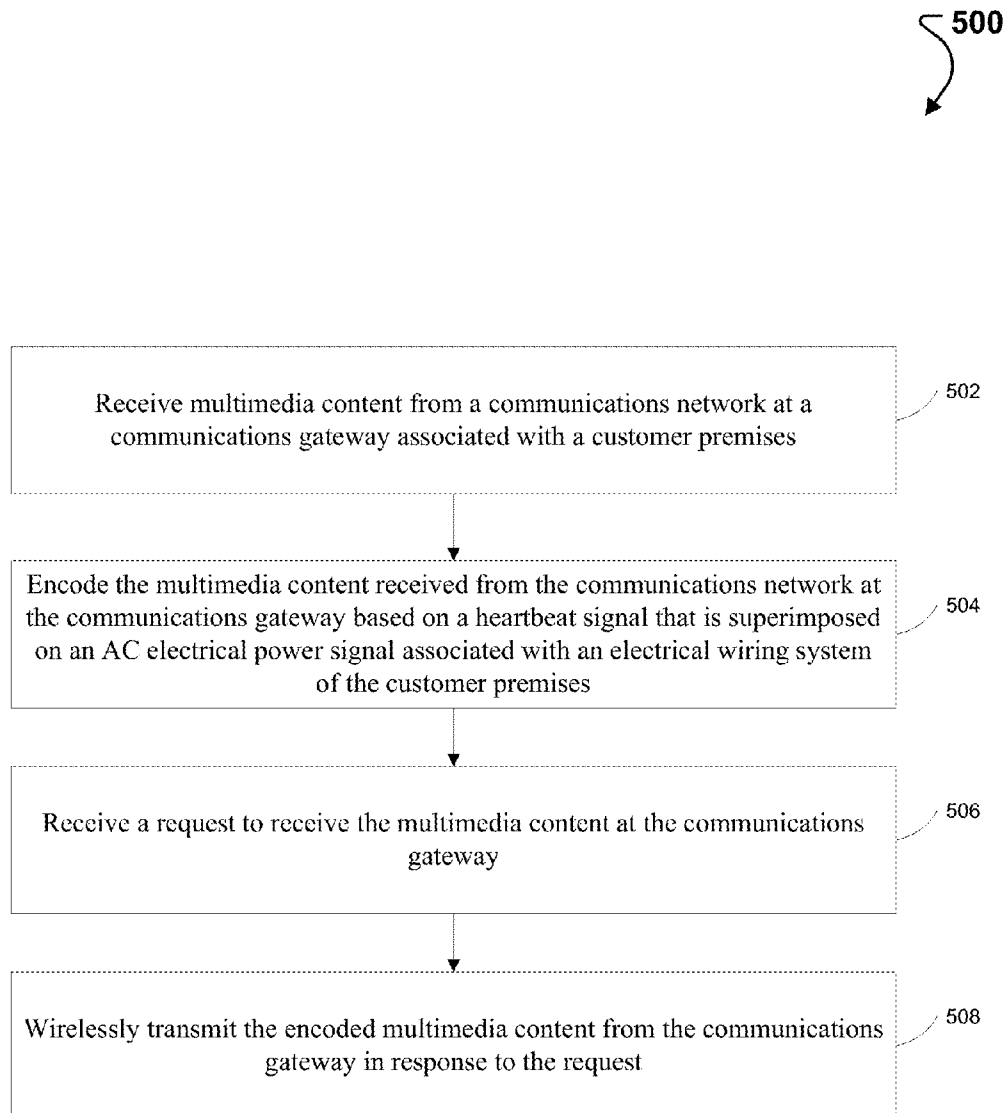 500
Receive multimedia content from a communications network at a
communications gateway associated with a customer premises
502
Encode the multimedia content received from the communications network at
the communications gateway based on a heartbeat signal that is superimposed
on an AC electrical power signal associated with an electrical wiring system
of the customer premises
504
Receive a request to receive the multimedia content at the communications
gateway
506
Wirelessly transmit the encoded multimedia content from the communications
gateway in response to the request
508